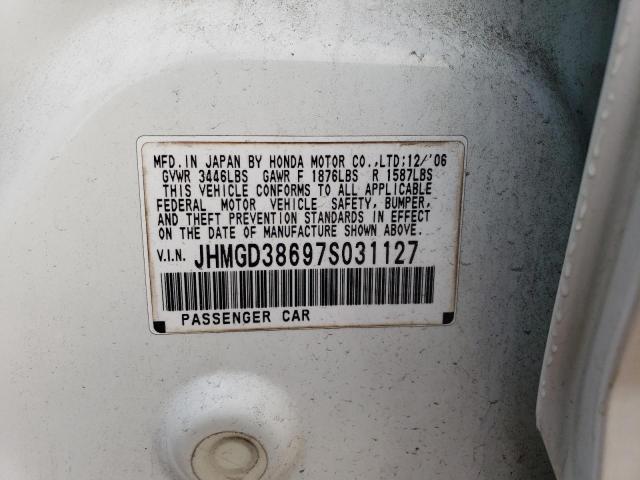 MFD. IN JAPAN BY HONDA MOTOR CO.,LTD; 12/'06
GVWR 3446LBS GAWR F 1876LBS R 1587LBS
THIS VEHICLE CONFORMS TO ALL APPLICABLE
FEDERAL MOTOR VEHICLE SAFETY, BUMPER,
AND THEFT PREVENTION STANDARDS IN EFFECT
ON THE DATE OF MANUFACTURE SHOWN ABOVE.
V.I.N. JHMGD38697S031127
PASSENGER CAR